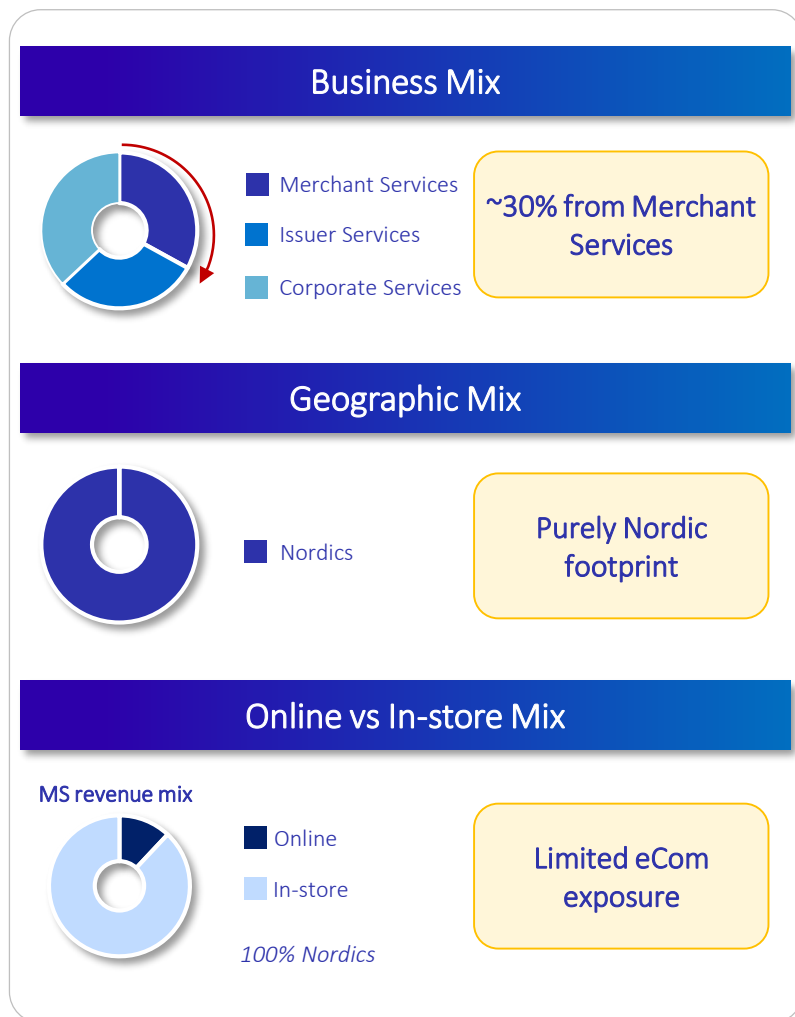 Business Mix
Merchant Services
Issuer Services
Corporate Services
~30% from Merchant
Services
Geographic Mix
Nordics
Purely Nordic
footprint
Online vs In-store Mix
MS revenue mix
Online
In-store
100% Nordics
Limited eCom
exposure